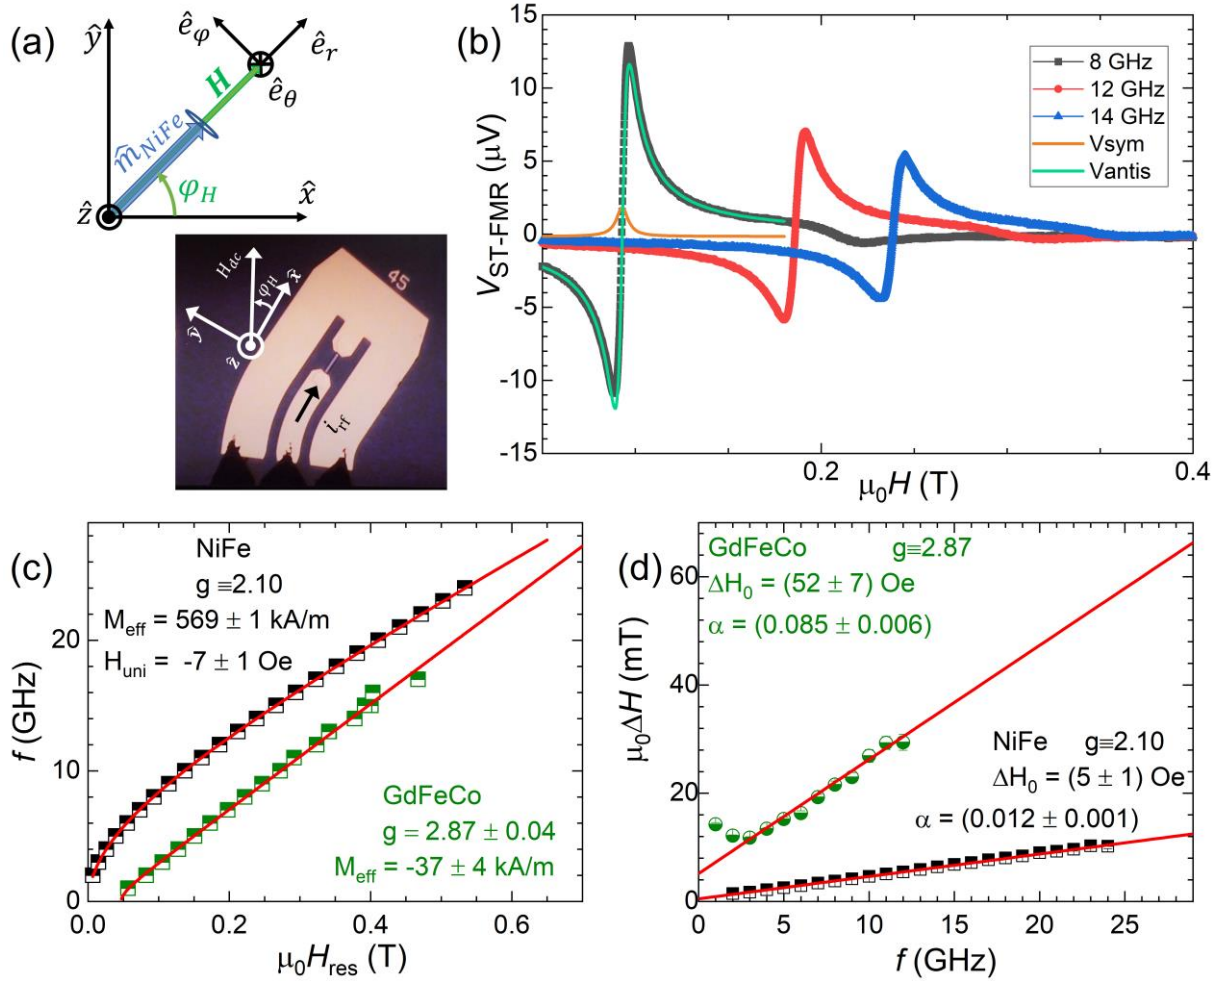 (a)
ŷ
ê_φ
ê_r
H
ê_θ
m̂_NiFe
φ_H
x̂
ẑ
H_dc
φ_H
x̂
ŷ
ẑ
45
i_rf
(b)
15
10
5
0
-5
-10
-15
V_ST-FMR (μV)
8 GHz
12 GHz
14 GHz
Vsym
Vantis
0.2
0.4
μ₀H (T)
(c)
NiFe
g ≡2.10
M_eff = 569 ± 1 kA/m
H_uni = -7 ± 1 Oe
GdFeCo
g = 2.87 ± 0.04
M_eff = -37 ± 4 kA/m
20
10
0
f (GHz)
0.0
0.2
0.4
0.6
μ₀H_res (T)
(d)
GdFeCo g≡2.87
ΔH₀ = (52 ± 7) Oe
α = (0.085 ± 0.006)
NiFe g≡2.10
ΔH₀ = (5 ± 1) Oe
α = (0.012 ± 0.001)
60
40
20
0
μ₀ΔH (mT)
0
5
10
15
20
25
f (GHz)